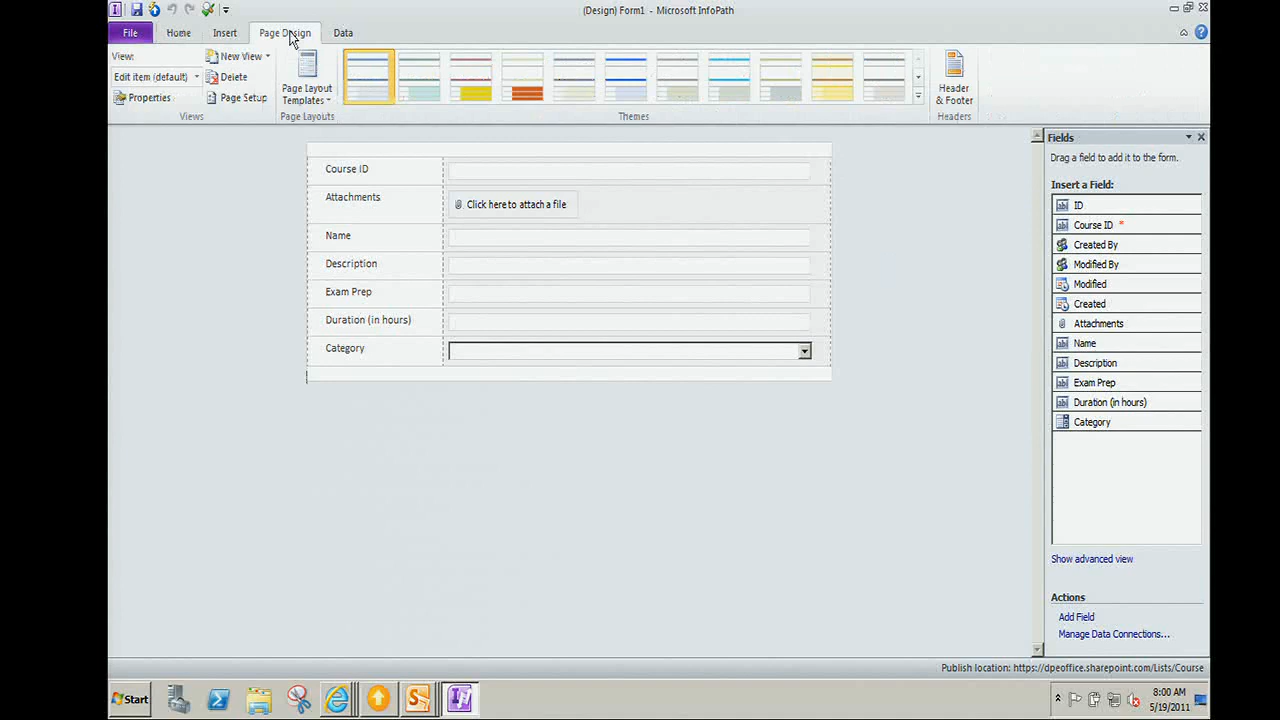 (Design) Form1 - Microsoft InfoPath
File Home Insert Page Design Data
View:
Edit item (default)
Properties
New View
Delete
Page Setup
Views
Page Layout
Templates
Page Layouts
Themes
Header
& Footer
Headers
Course ID
Attachments
Click here to attach a file
Name
Description
Exam Prep
Duration (in hours)
Category
Fields
Drag a field to add it to the form.
Insert a Field:
ID
Course ID *
Created By
Modified By
Modified
Created
Attachments
Name
Description
Exam Prep
Duration (in hours)
Category
Show advanced view
Actions
Add Field
Manage Data Connections...
Publish location: https://dpeoffice.sharepoint.com/Lists/Course
Start
8:00 AM
5/19/2011